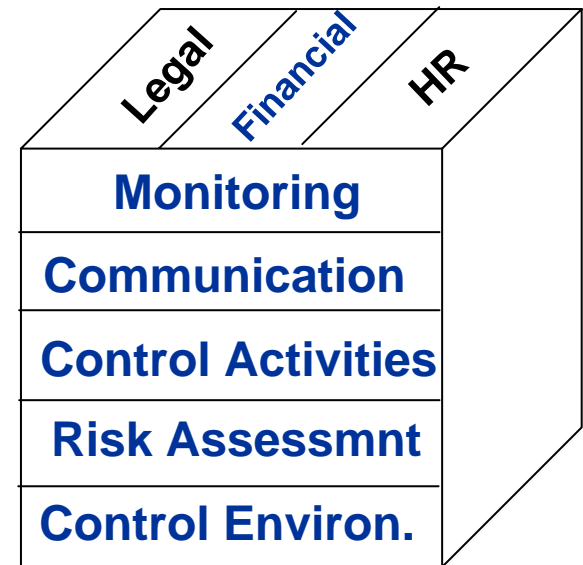 Legal
Financial
HR
Monitoring
Communication
Control Activities
Risk Assessmnt
Control Environ.